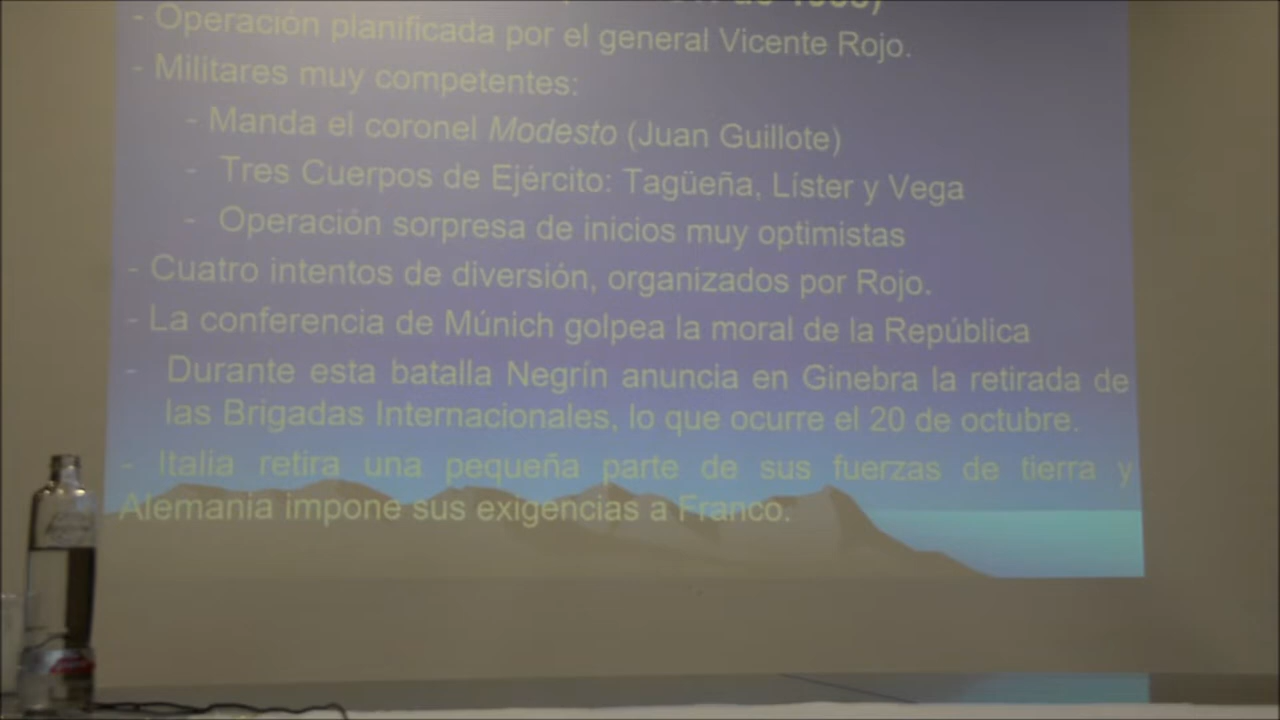 - Operación planificada por el general Vicente Rojo.
- Militares muy competentes:
- Manda el coronel Modesto (Juan Guillote)
- Tres Cuerpos de Ejército: Tagüeña, Líster y Vega
- Operación sorpresa de inicios muy optimistas
- Cuatro intentos de diversión, organizados por Rojo.
- La conferencia de Múnich golpea la moral de la República
- Durante esta batalla Negrín anuncia en Ginebra la retirada de
las Brigadas Internacionales, lo que ocurre el 20 de octubre.
- Italia retira una pequeña parte de sus fuerzas de tierra y
Alemania impone sus exigencias a Franco.